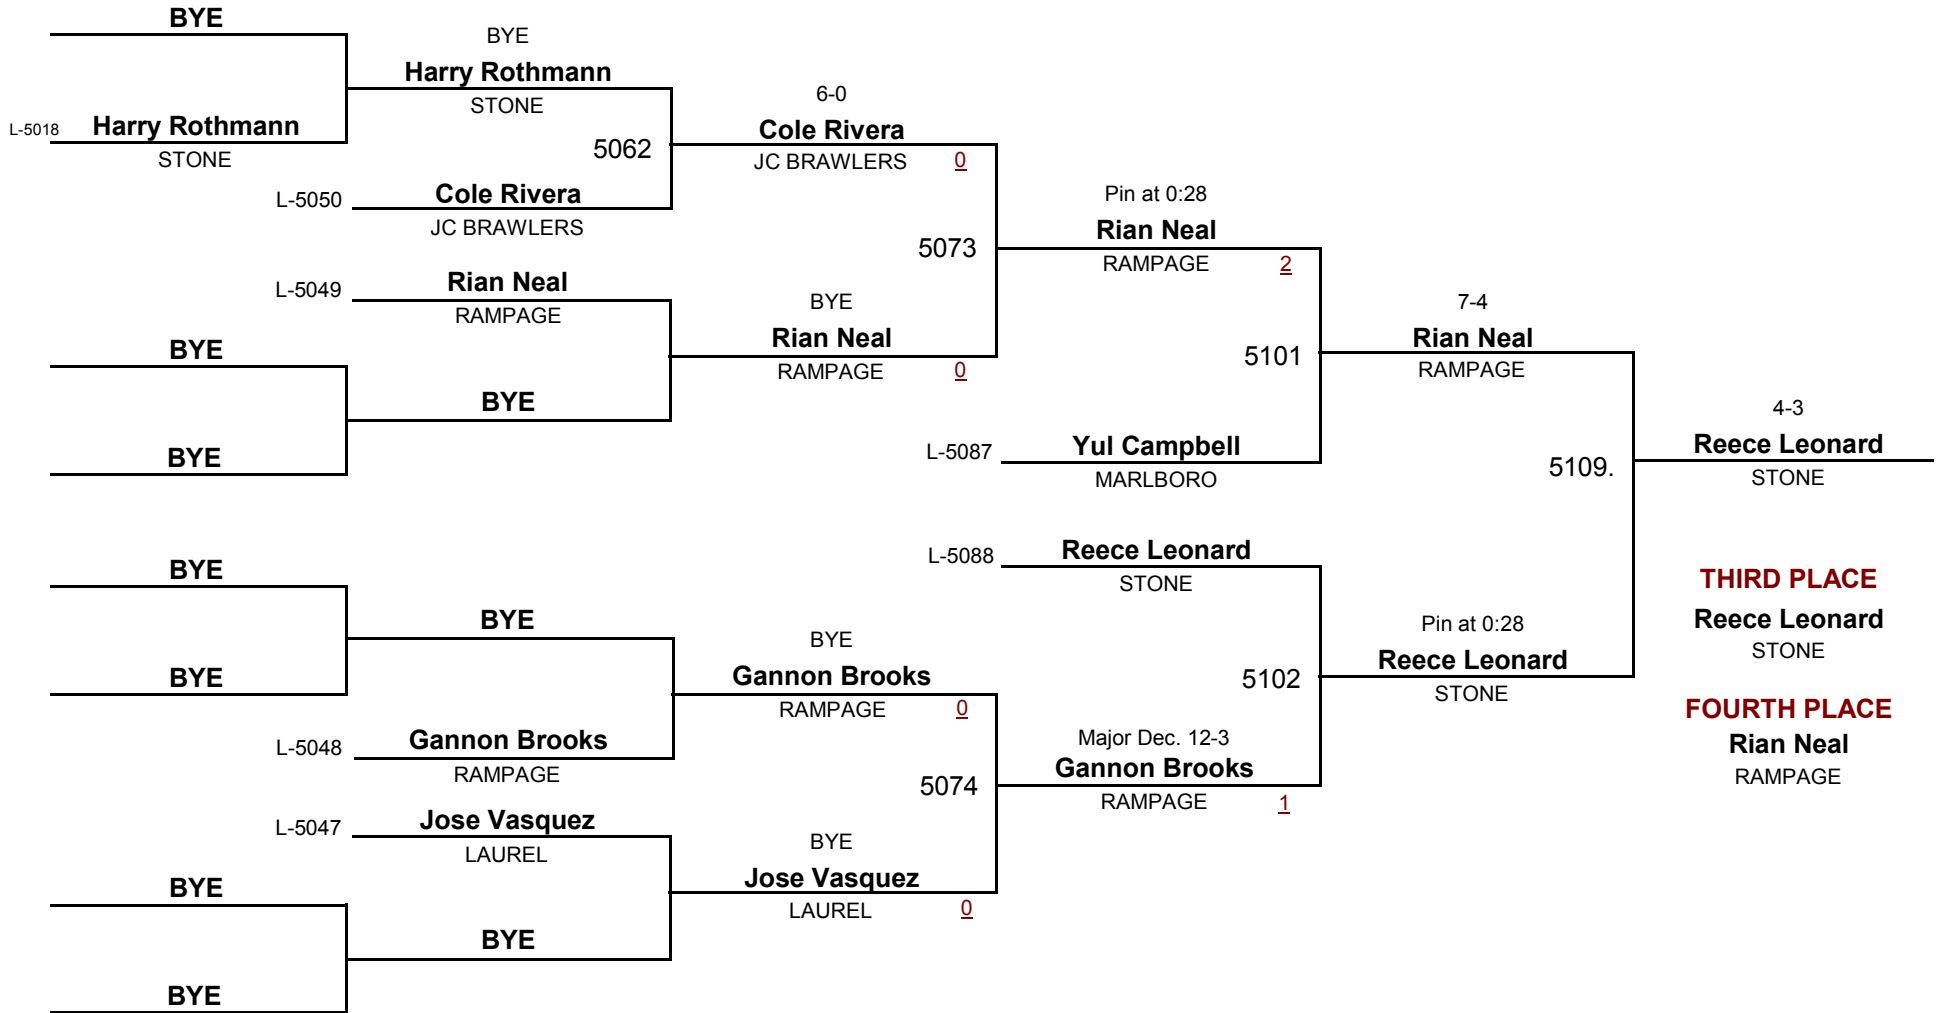 BYE
L-5018 Harry Rothmann
STONE
BYE
Harry Rothmann
STONE
5062
L-5050 Cole Rivera
JC BRAWLERS
6-0
Cole Rivera
JC BRAWLERS 0
L-5049 Rian Neal
RAMPAGE
BYE
BYE
BYE
BYE
Rian Neal
RAMPAGE 0
5073
Pin at 0:28
Rian Neal
RAMPAGE 2
5101
L-5087 Yul Campbell
MARLBORO
7-4
Rian Neal
RAMPAGE
BYE
BYE
BYE
L-5048 Gannon Brooks
RAMPAGE
BYE
Gannon Brooks
RAMPAGE 0
L-5047 Jose Vasquez
LAUREL
BYE
BYE
BYE
BYE
Jose Vasquez
LAUREL 0
5074
L-5088 Reece Leonard
STONE
5102
Major Dec. 12-3
Gannon Brooks
RAMPAGE 1
Pin at 0:28
Reece Leonard
STONE
5109.
4-3
Reece Leonard
STONE
THIRD PLACE
Reece Leonard
STONE
FOURTH PLACE
Rian Neal
RAMPAGE